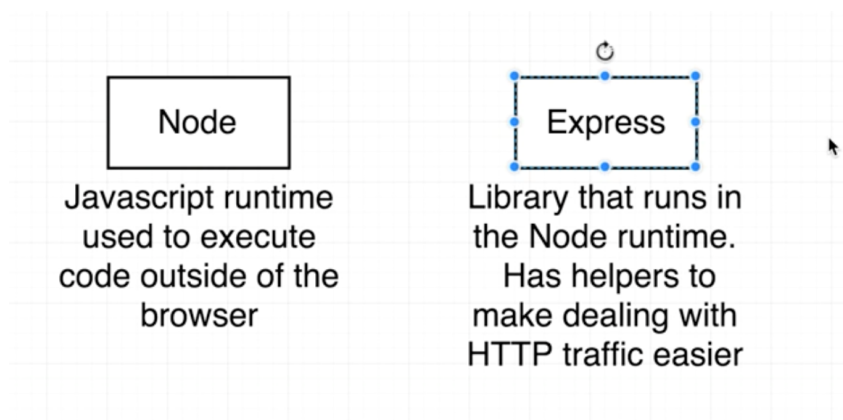 Node
Javascript runtime
used to execute
code outside of the
browser
Express
Library that runs in
the Node runtime.
Has helpers to
make dealing with
HTTP traffic easier